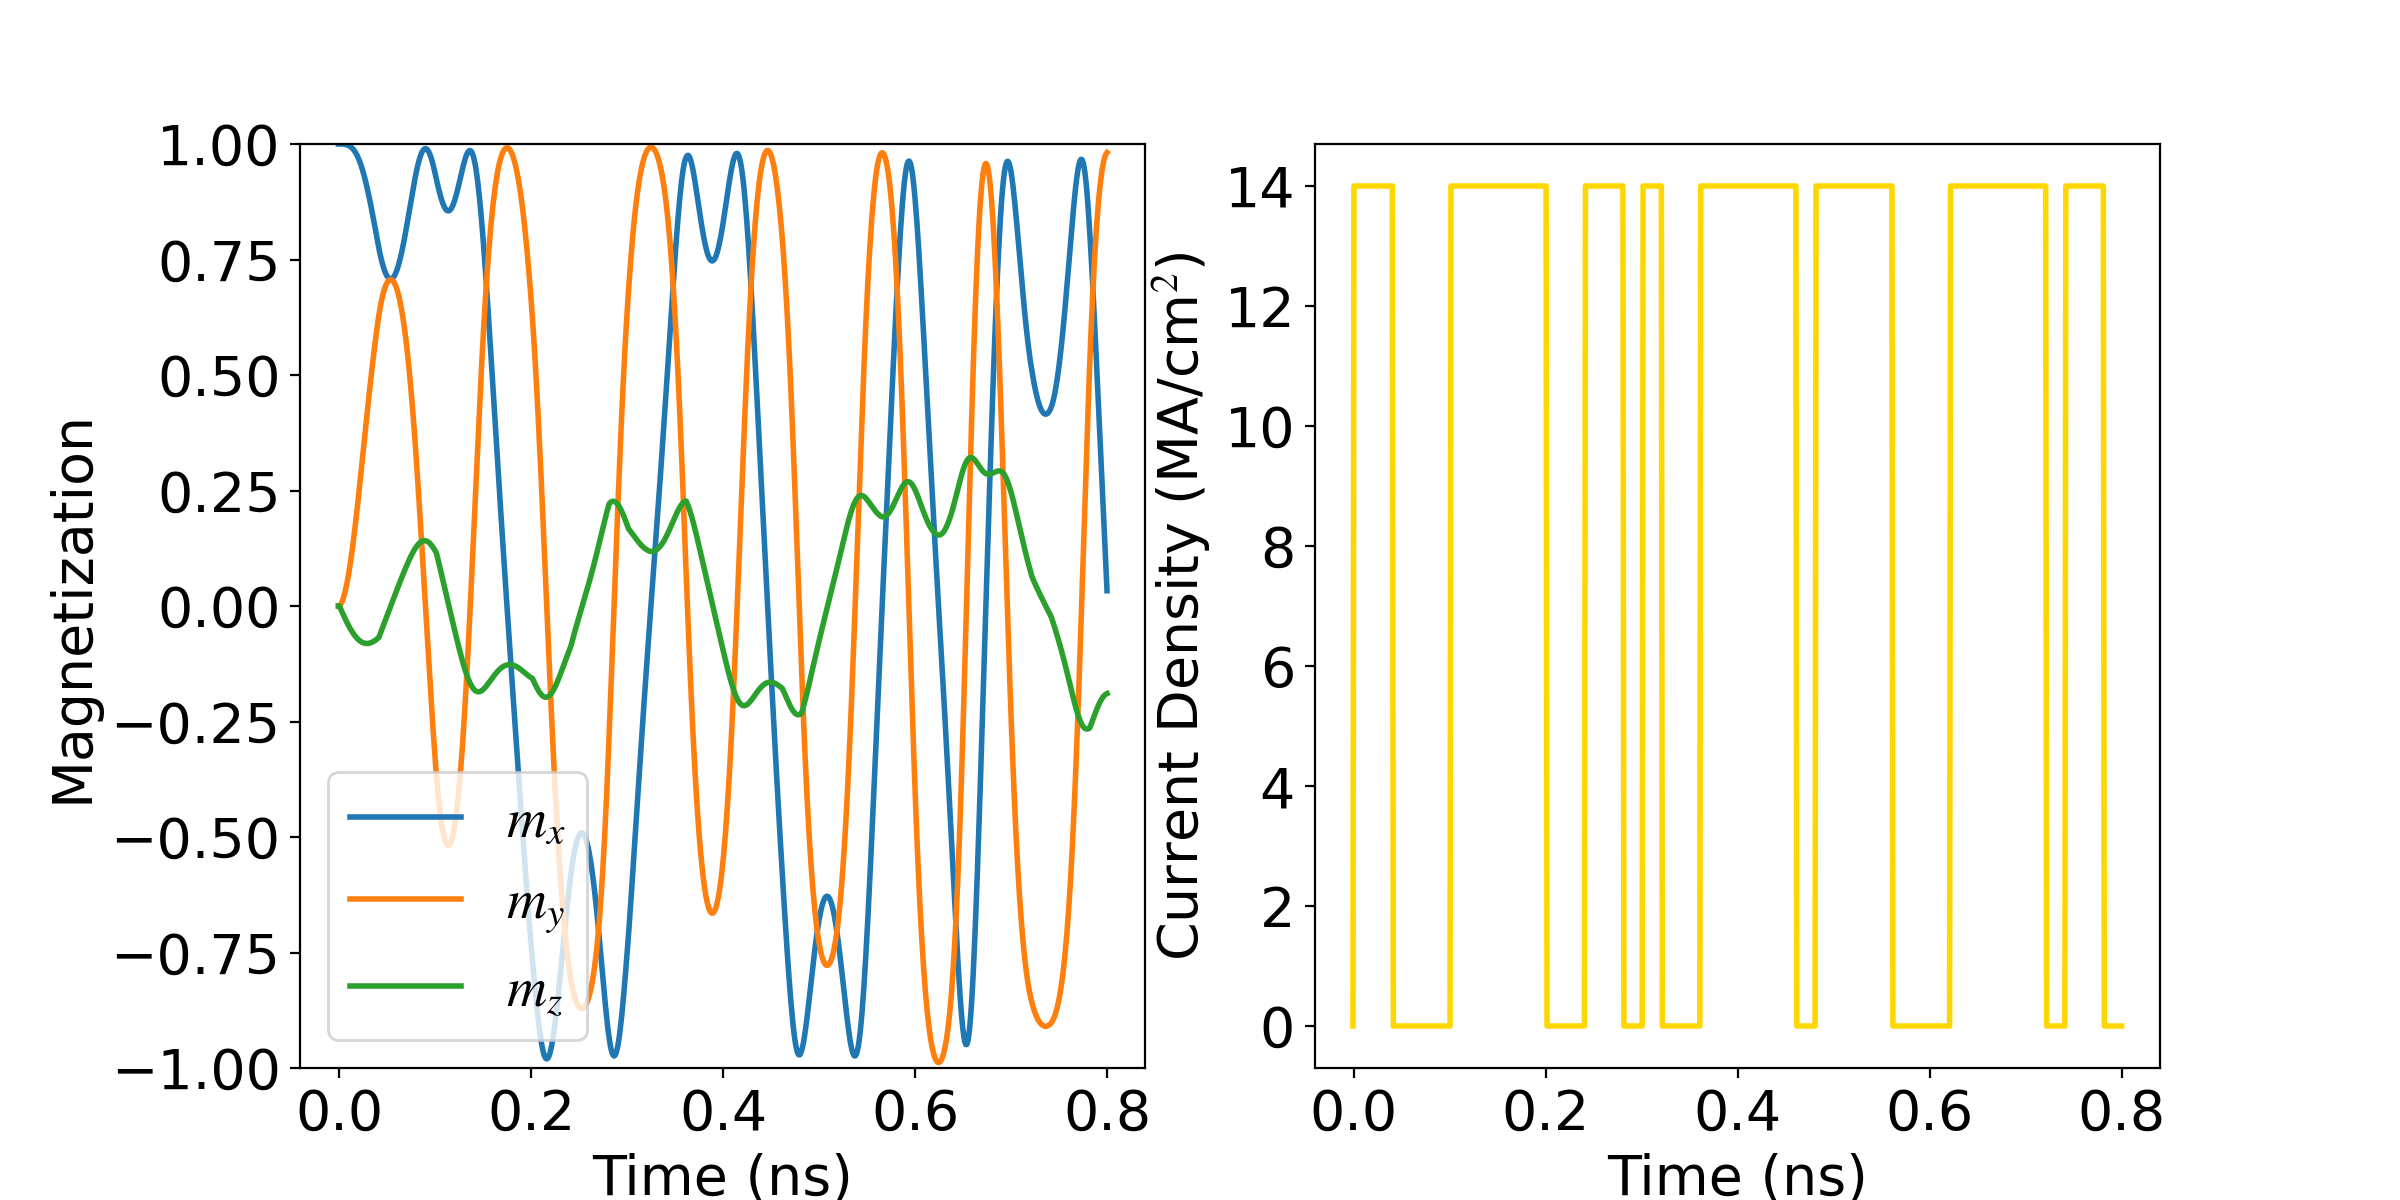 Magnetization
1.00
0.75
0.50
0.25
0.00
−0.25
−0.50
−0.75
−1.00
m_x
m_y
m_z
0.0 0.2 0.4 0.6 0.8
Time (ns)
Current Density (MA/cm²)
14
12
10
8
6
4
2
0
0.0 0.2 0.4 0.6 0.8
Time (ns)